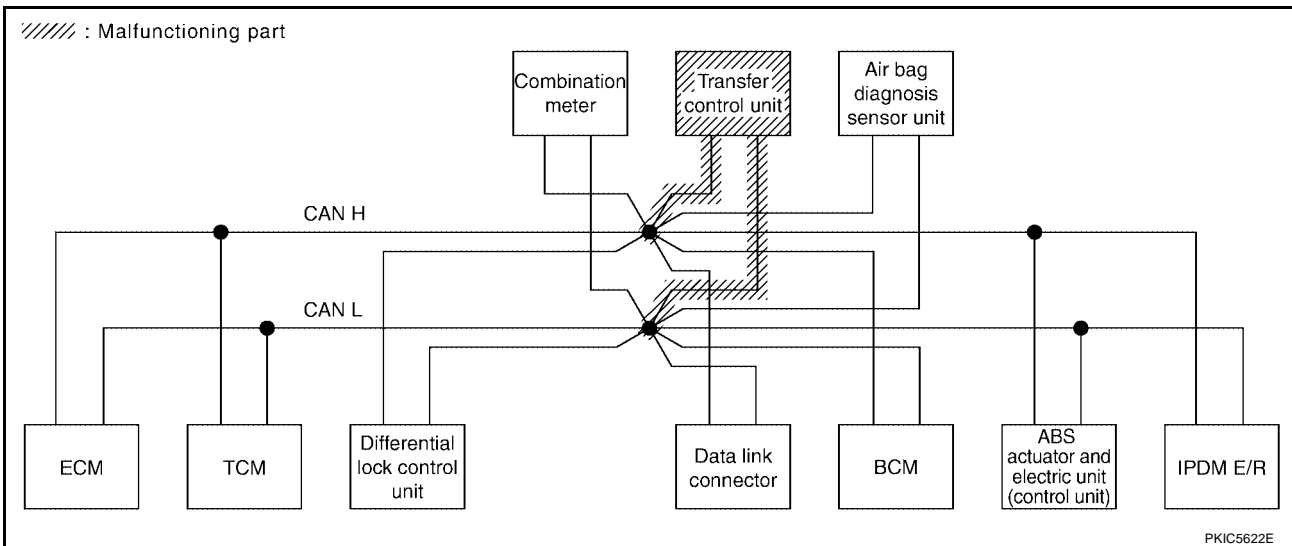 : Malfunctioning part
Combination
meter
Transfer
control unit
Air bag
diagnosis
sensor unit
CAN H
CAN L
ECM
TCM
Differential
lock control
unit
Data link
connector
BCM
ABS
actuator and
electric unit
(control unit)
IPDM E/R
PKIC5622E